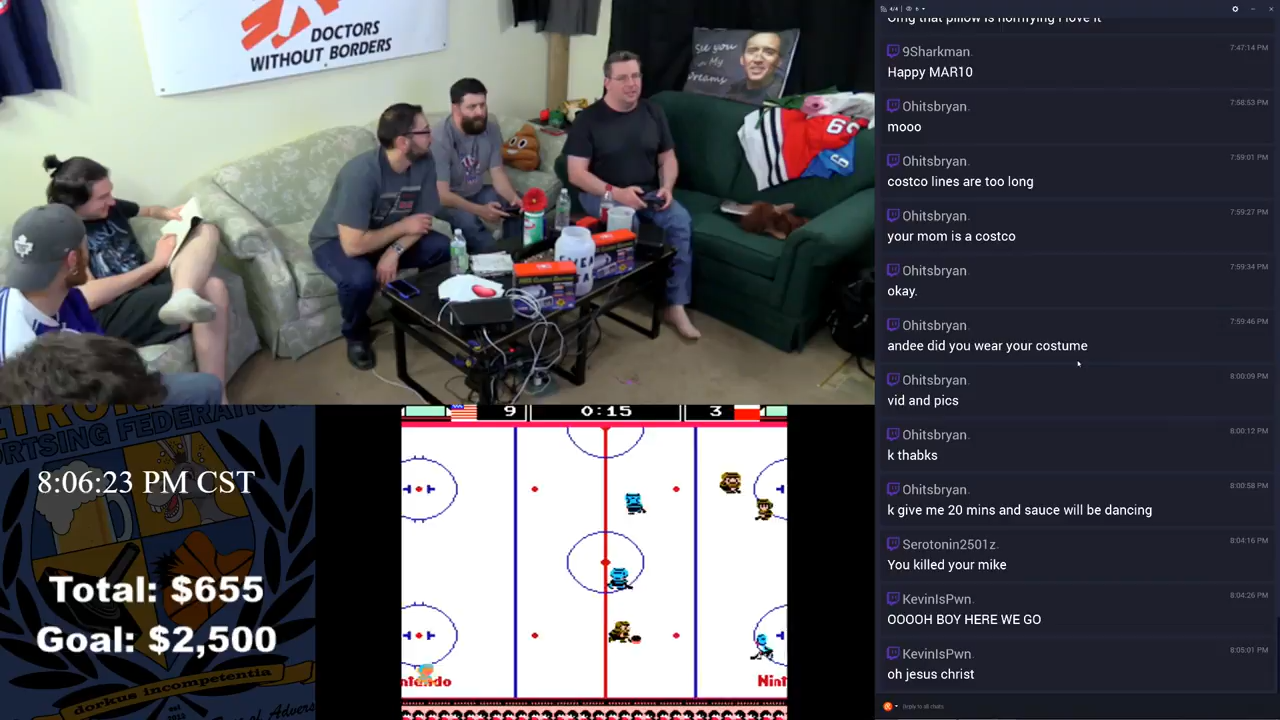 DOCTORS
WITHOUT BORDERS
See you
in My
Dreams
8:06:23 PM CST
Total: $655
Goal: $2,500
dorkus incompetentia
9
0:15
3
Nint
4/4
Omg that pillow is horrifying I love it
9Sharkman.
7:47:14 PM
Happy MAR10
Ohitsbryan.
7:58:53 PM
mooo
Ohitsbryan.
7:59:01 PM
costco lines are too long
Ohitsbryan.
7:59:27 PM
your mom is a costco
Ohitsbryan.
7:59:34 PM
okay.
Ohitsbryan.
7:59:46 PM
andee did you wear your costume
Ohitsbryan.
8:00:09 PM
vid and pics
Ohitsbryan.
8:00:12 PM
k thabks
Ohitsbryan.
8:00:58 PM
k give me 20 mins and sauce will be dancing
Serotonin2501z.
8:04:16 PM
You killed your mike
KevinIsPwn.
8:04:26 PM
OOOOH BOY HERE WE GO
KevinIsPwn.
8:05:01 PM
oh jesus christ
Reply to all chats